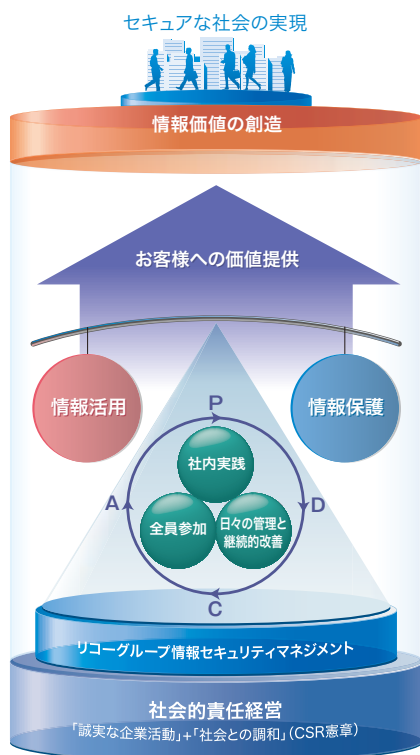 セキュアな社会の実現
情報価値の創造
お客様への価値提供
情報活用
情報保護
P
社内実践
A
全員参加
日々の管理と
継続的改善
D
C
リコーグループ情報セキュリティマネジメント
社会的責任経営
「誠実な企業活動」+「社会との調和」(CSR憲章)